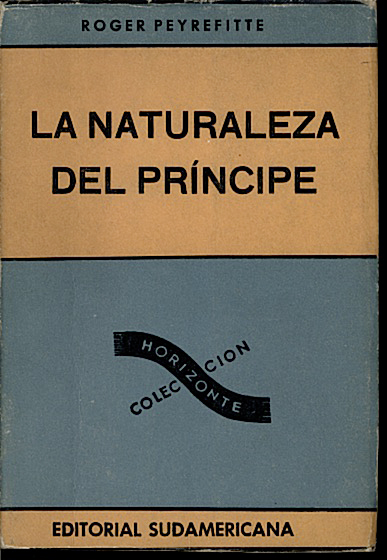 ROGER PEYREFITTE
LA NATURALEZA
DEL PRÍNCIPE
COLECCION
HORIZONTE
EDITORIAL SUDAMERICANA